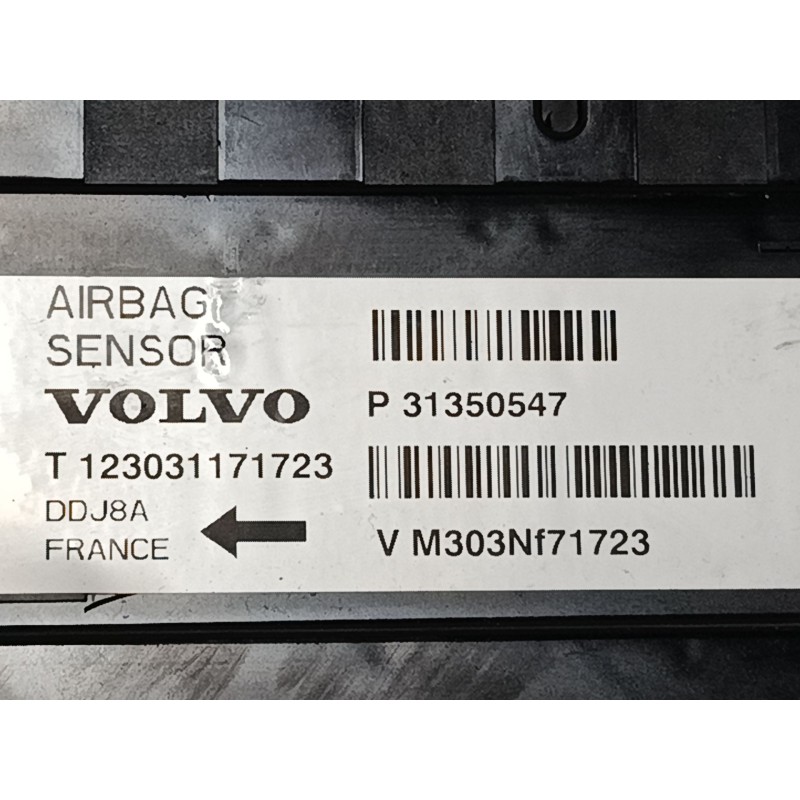 AIRBAG
SENSOR
VOLVO
T 123031171723
DDJ8A
FRANCE
P 31350547
V M303Nf71723